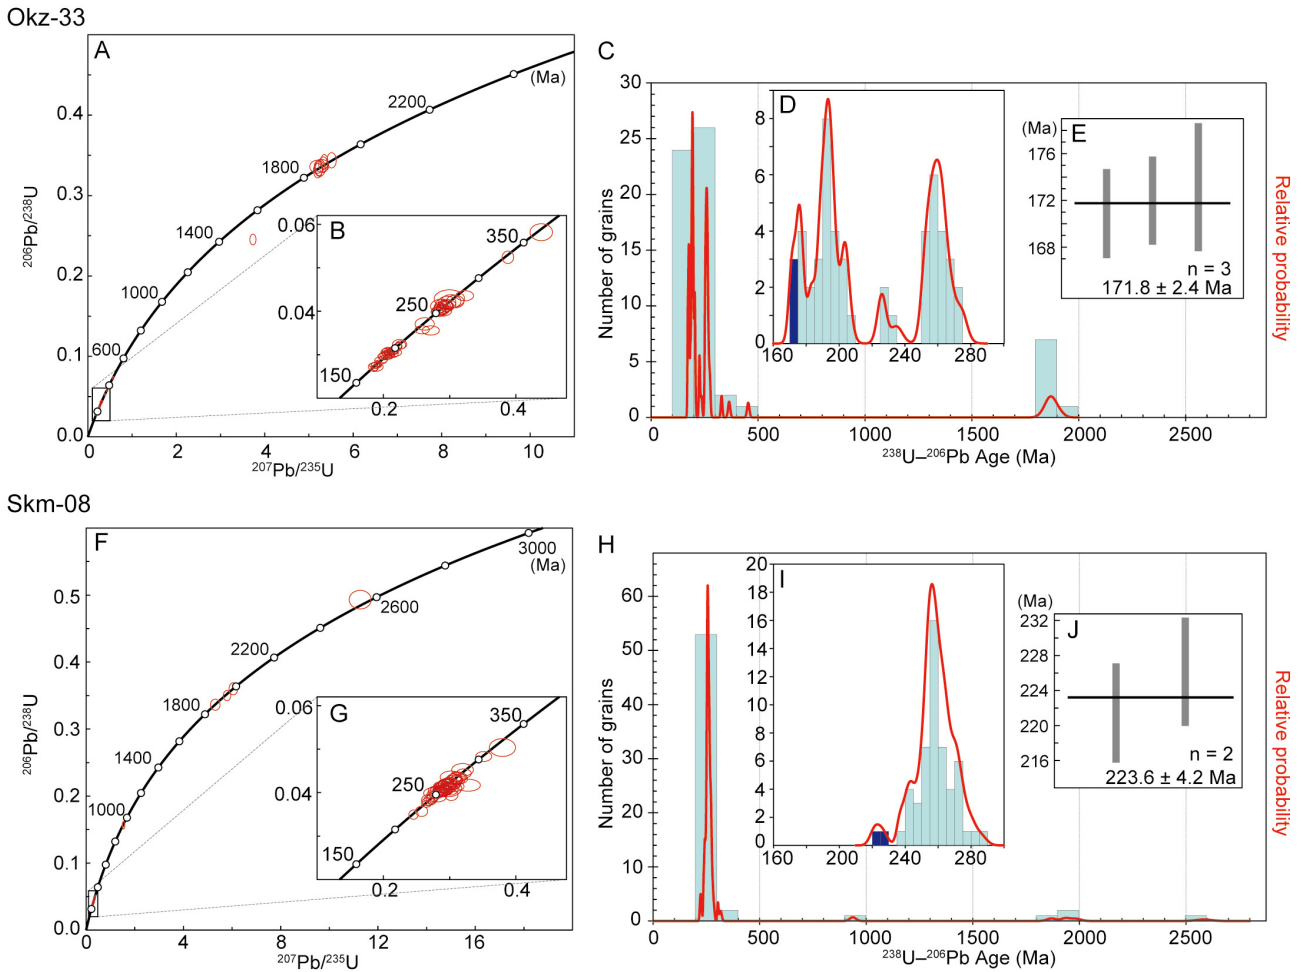 Okz-33
A
(Ma)
2200
1800
1400
1000
600
0.4
0.3
0.2
0.1
0.0
0 2 4 6 8 10
206Pb/238U
207Pb/235U
B
0.06
0.04
350
250
150
0.2 0.4
C
30
25
20
15
10
5
0
Number of grains
0 500 1000 1500 2000 2500
238U–206Pb Age (Ma)
Relative probability
D
8
6
4
2
0
160 200 240 280
E
(Ma)
176
172
168
n = 3
171.8 ± 2.4 Ma
Skm-08
F
3000
(Ma)
2600
2200
1800
1400
1000
0.5
0.4
0.3
0.2
0.1
0
0 4 8 12 16
206Pb/238U
207Pb/235U
G
0.06
0.04
350
250
150
0.2 0.4
H
60
50
40
30
20
10
0
Number of grains
0 500 1000 1500 2000 2500
238U–206Pb Age (Ma)
Relative probability
I
20
18
16
14
12
10
8
6
4
2
0
160 200 240 280
J
(Ma)
232
228
224
220
216
n = 2
223.6 ± 4.2 Ma